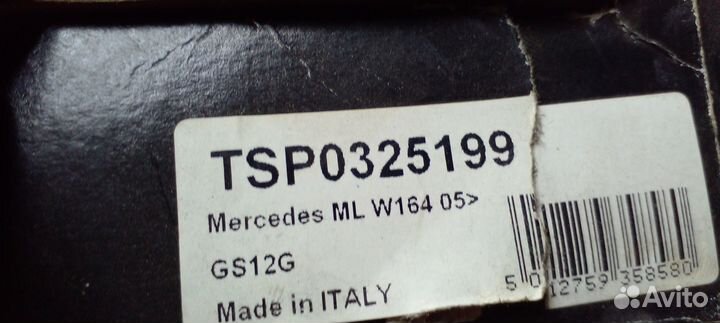 TSP0325199
Mercedes ML W164 05>
GS12G
5 012759 358580
Made in ITALY
Avito